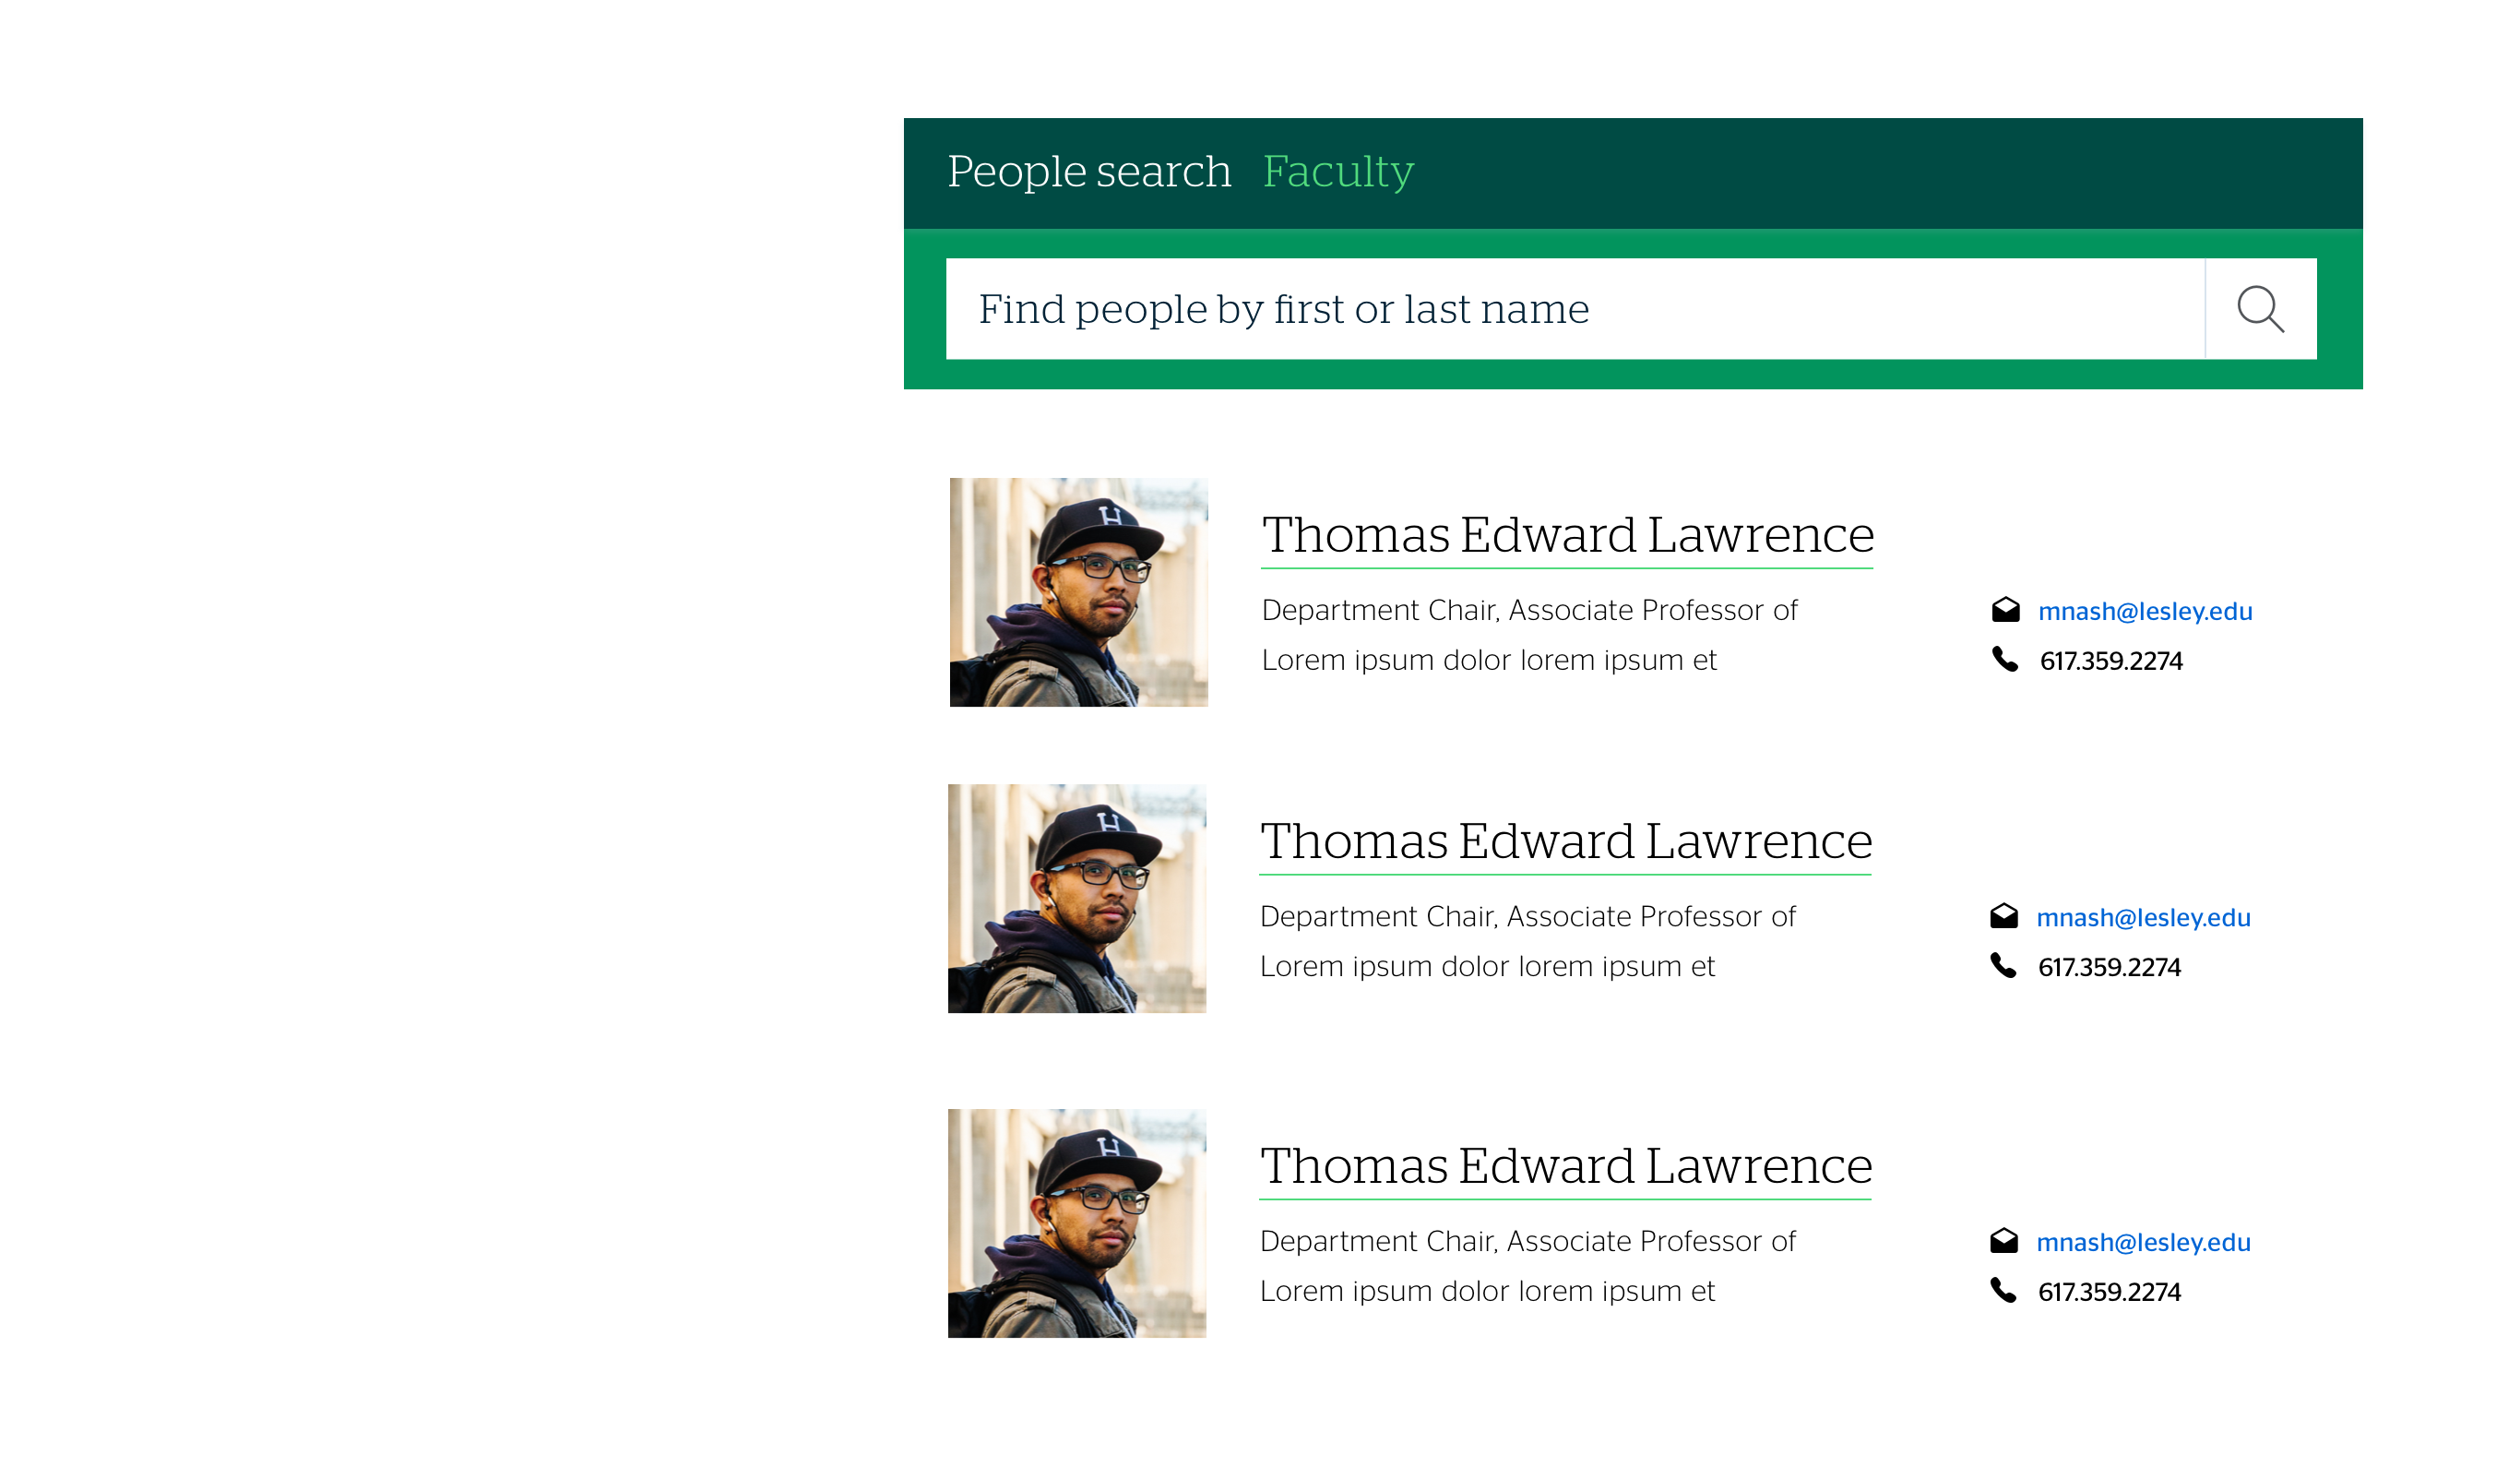 People search Faculty
Find people by first or last name
H
Thomas Edward Lawrence
Department Chair, Associate Professor of
Lorem ipsum dolor lorem ipsum et
mnash@lesley.edu
617.359.2274
H
Thomas Edward Lawrence
Department Chair, Associate Professor of
Lorem ipsum dolor lorem ipsum et
mnash@lesley.edu
617.359.2274
H
Thomas Edward Lawrence
Department Chair, Associate Professor of
Lorem ipsum dolor lorem ipsum et
mnash@lesley.edu
617.359.2274